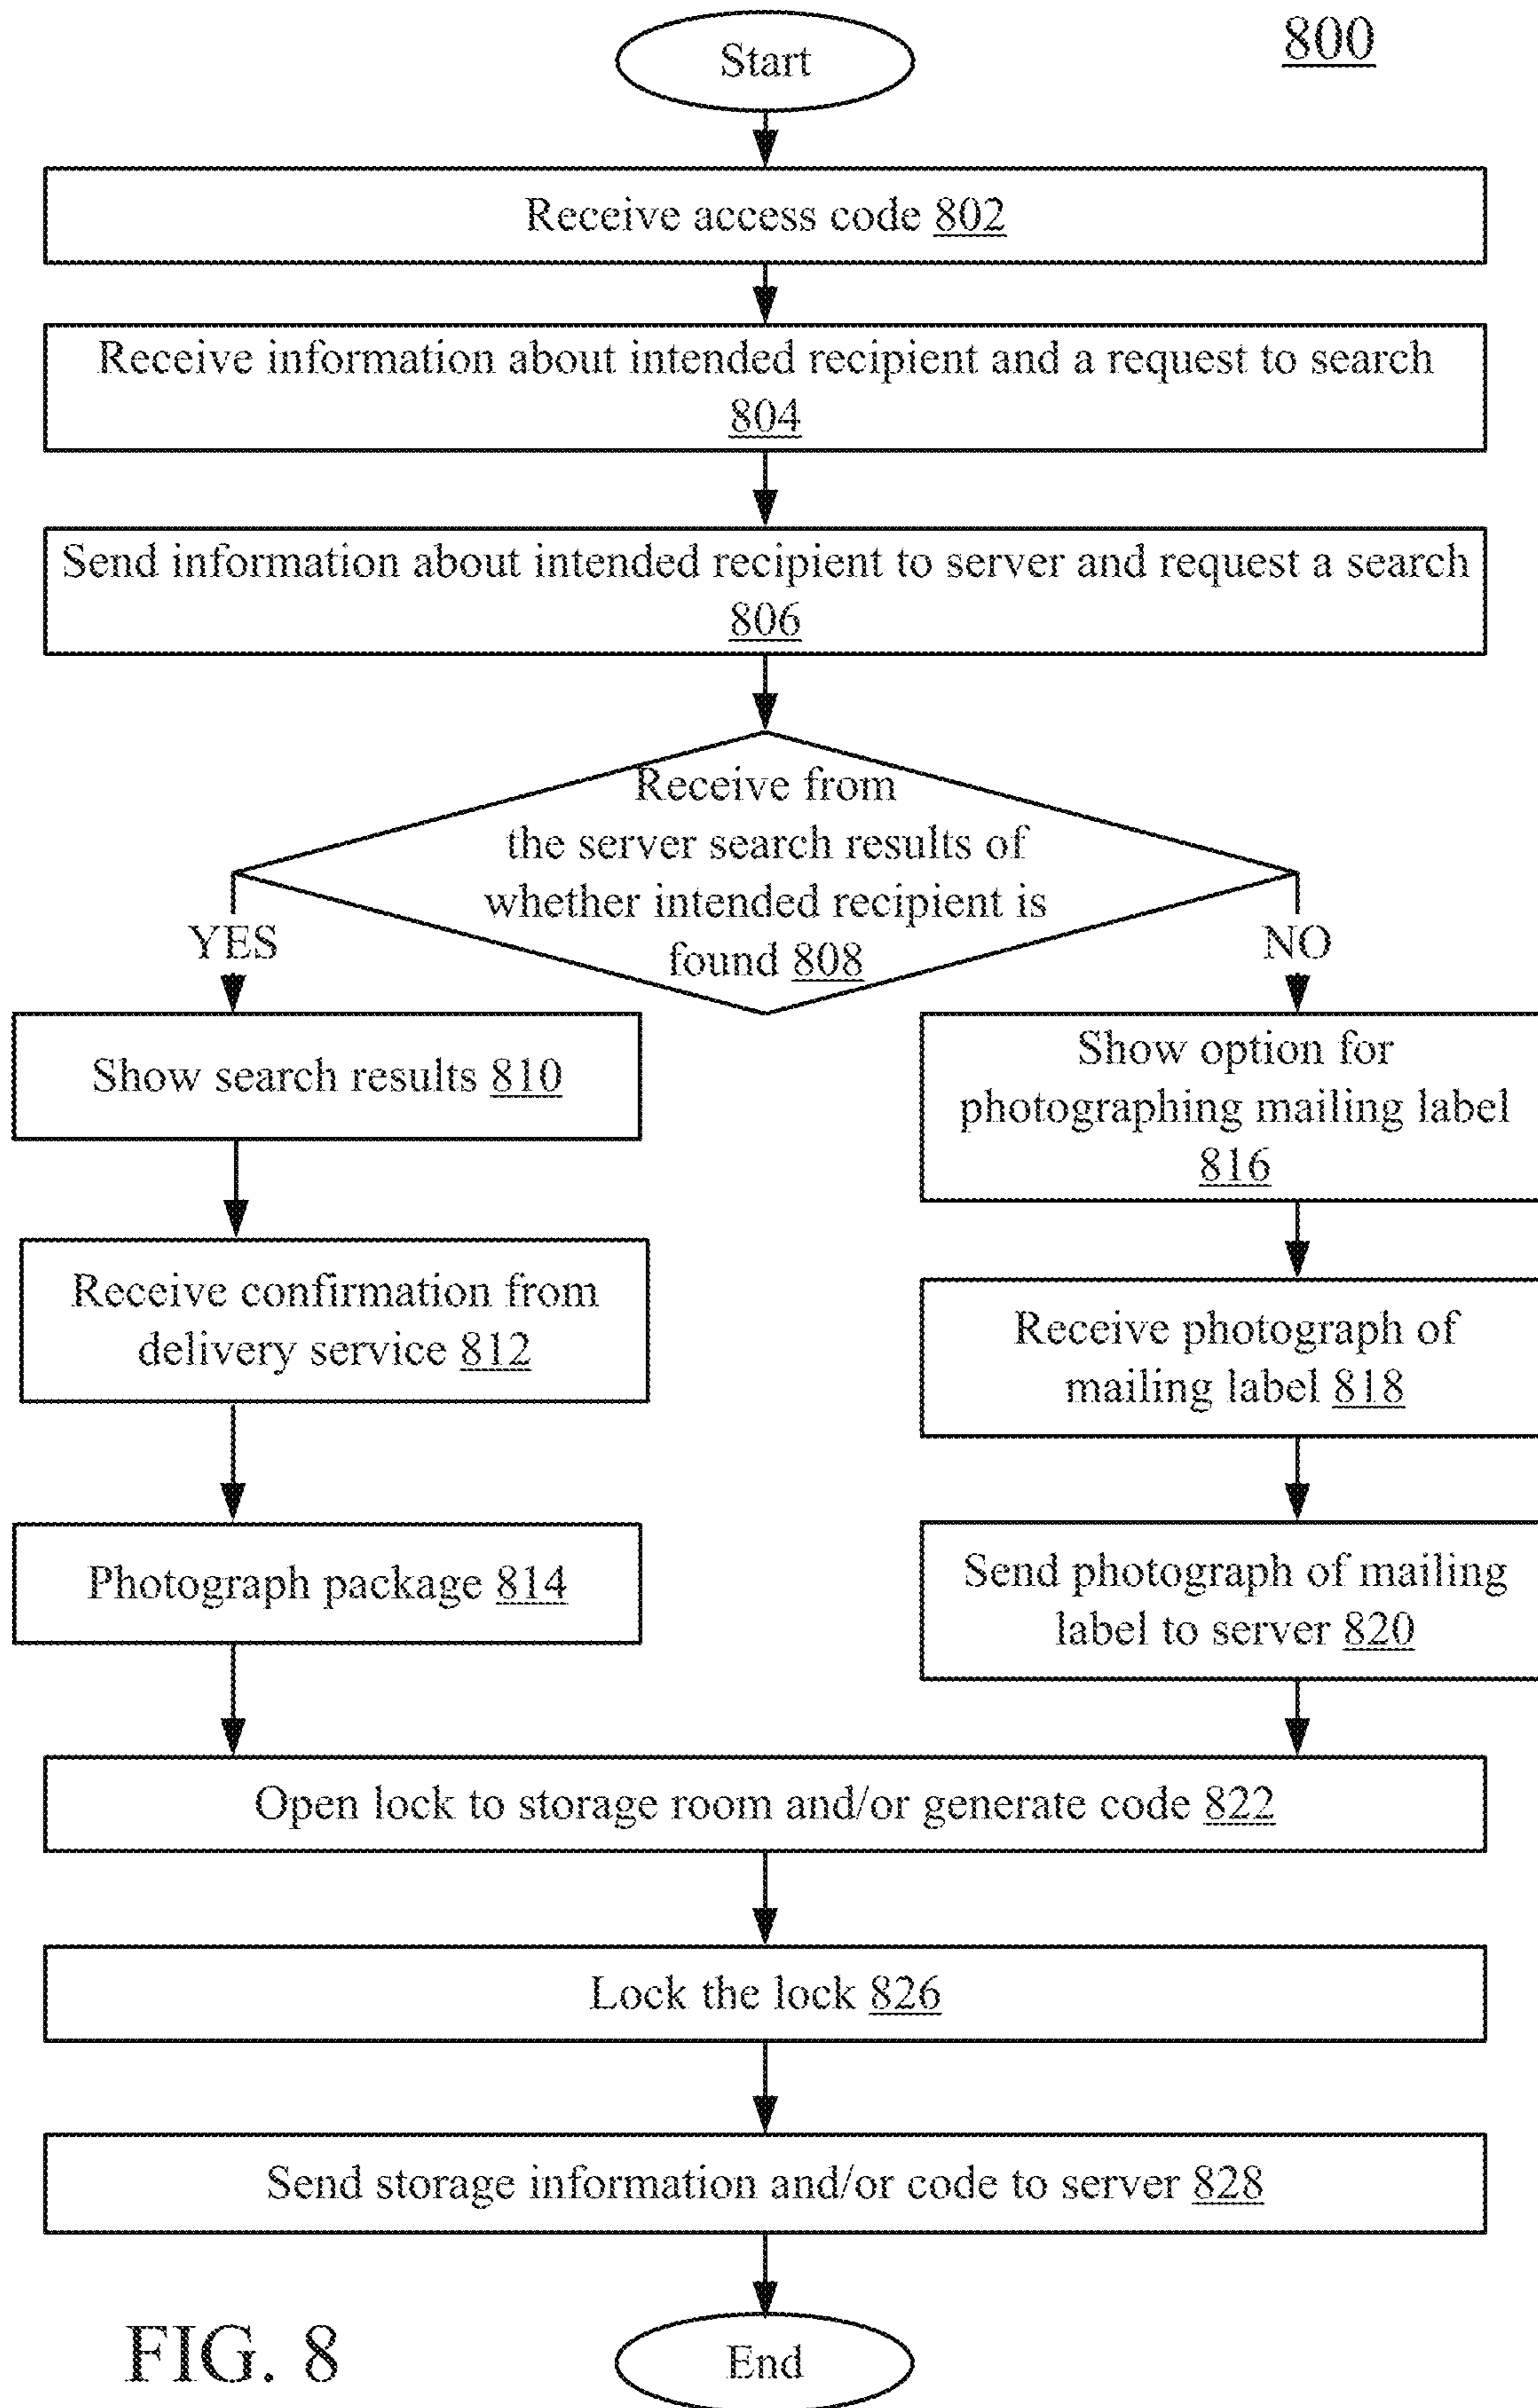 800
Start
Receive access code 802
Receive information about intended recipient and a request to search
804
Send information about intended recipient to server and request a search
806
Receive from
the server search results of
whether intended recipient is
found 808
YES
NO
Show search results 810
Show option for
photographing mailing label
816
Receive confirmation from
delivery service 812
Receive photograph of
mailing label 818
Photograph package 814
Send photograph of mailing
label to server 820
Open lock to storage room and/or generate code 822
Lock the lock 826
Send storage information and/or code to server 828
End
FIG. 8